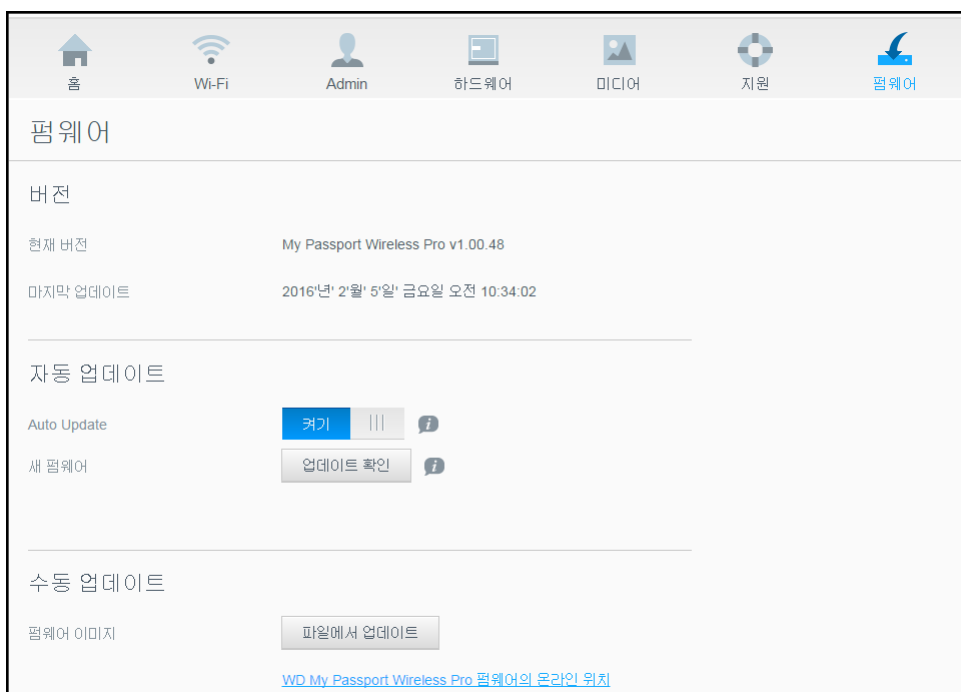 홈 Wi-Fi Admin 하드웨어 미디어 지원 펌웨어
펌웨어
버전
현재 버전 My Passport Wireless Pro v1.00.48
마지막 업데이트 2016'년' 2'월' 5'일' 금요일 오전 10:34:02
자동 업데이트
Auto Update 켜기
새 펌웨어 업데이트 확인
수동 업데이트
펌웨어 이미지 파일에서 업데이트
WD My Passport Wireless Pro 펌웨어의 온라인 위치